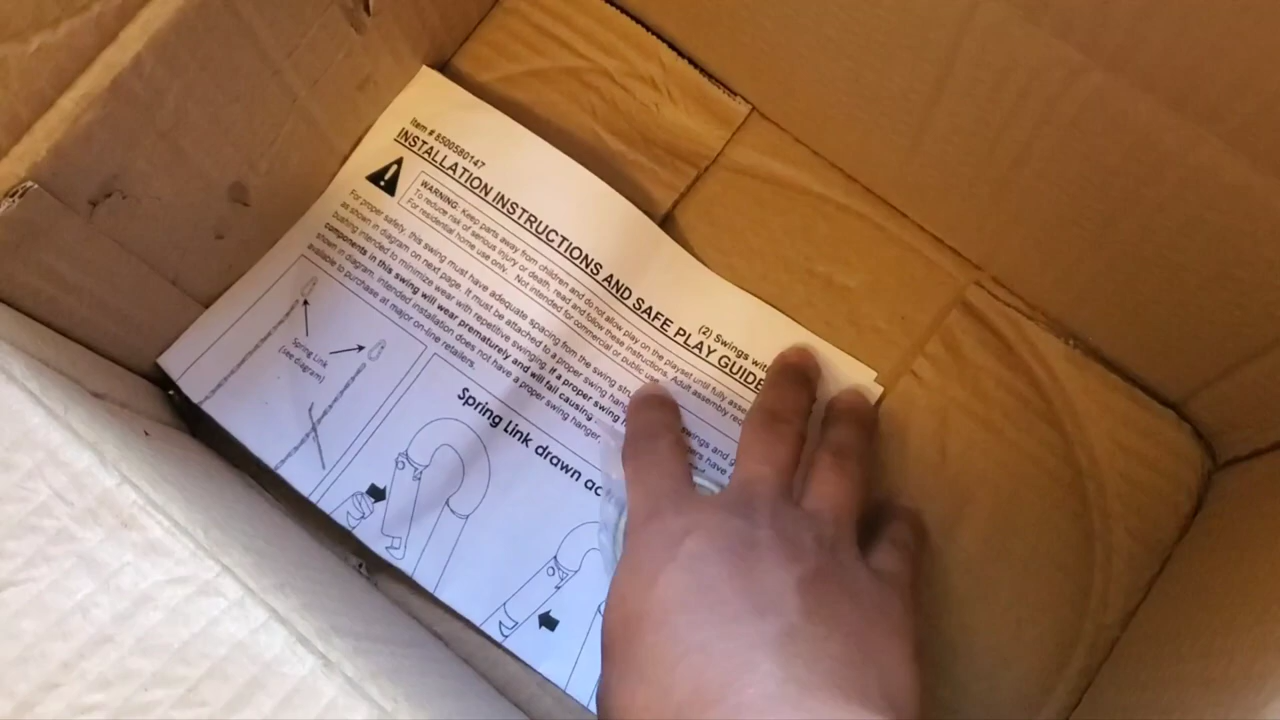 Item # 8500580147
(2) Swings with
INSTALLATION INSTRUCTIONS AND SAFE PLAY GUIDE
WARNING: Keep parts away from children and do not allow play on the playset until fully
To reduce risk of serious injury or death, read and follow these instructions. Adult assembly
For residential home use only. Not intended for commercial or public use
For proper safety, this swing must have adequate spacing from the swing swings and
as shown in diagram on next page. It must be attached to a proper swing have
bushing intended to minimize wear with repetitive swinging. If a proper swing
components in this swing will wear prematurely and will fail causing
shown in diagram. intended installation does not have a proper swing hanger,
available to purchase at major on-line retailers.
Spring Link
(see
diagram)
Spring Link drawn